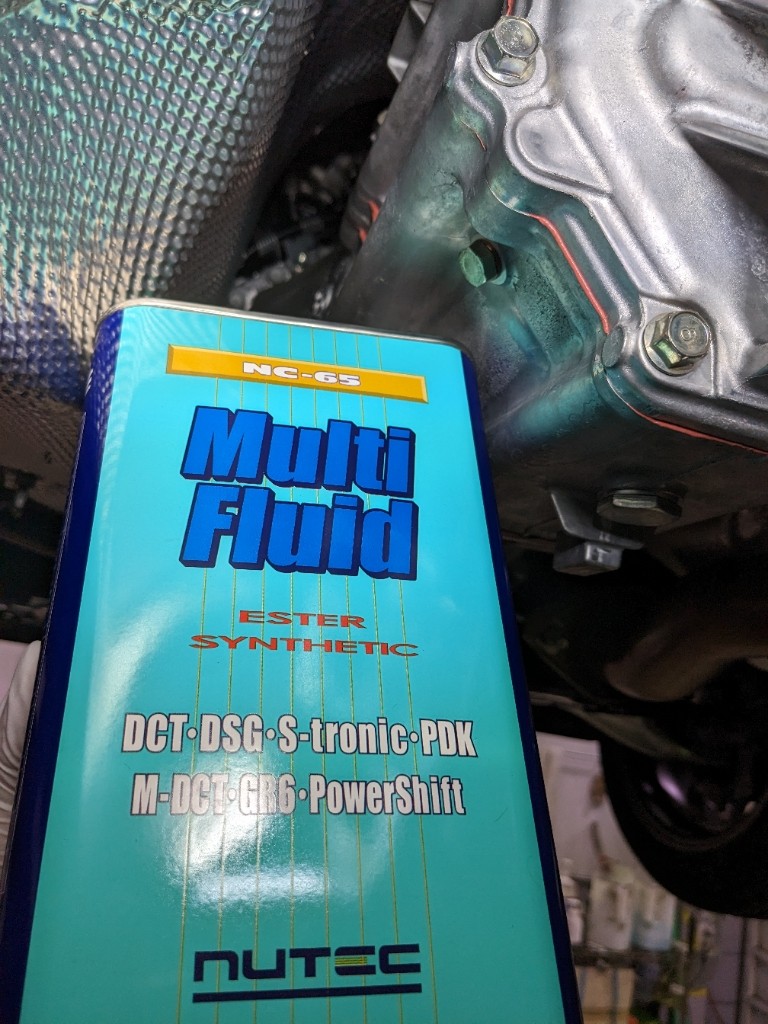 NC-65
Multi
Fluid
ESTER
SYNTHETIC
DCT·DSG·S-tronic·PDK
M-DCT·GR6·PowerShift
NUTEC